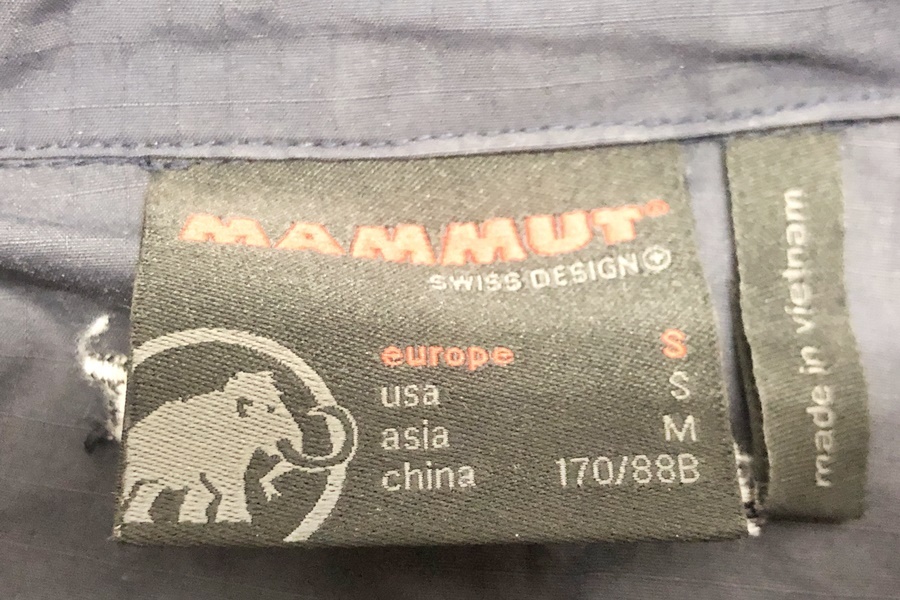 MAMMUT®
SWISS DESIGN
europe S
usa S
asia M
china 170/88B
made in vietnam